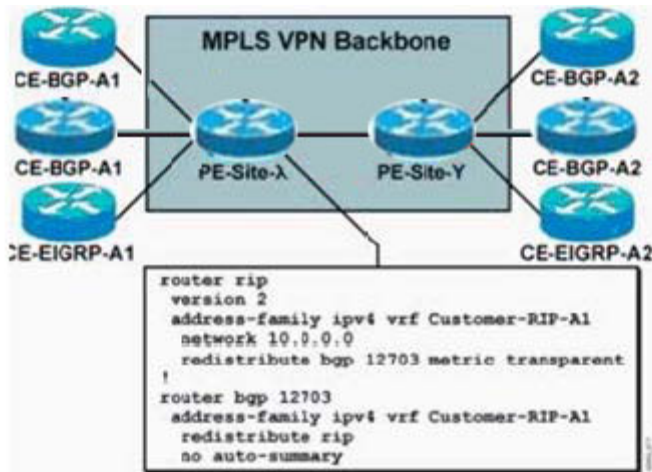 MPLS VPN Backbone
CE-BGP-A1
CE-BGP-A2
CE-BGP-A1
PE-Site-λ
PE-Site-Y
CE-BGP-A2
CE-EIGRP-A1
CE-EIGRP-A2
router rip
version 2
address-family ipv4 vrf Customer-RIP-A1
network 10.0.0.0
redistribute bgp 12703 metric transparent
!
router bgp 12703
address-family ipv4 vrf Customer-RIP-A1
redistribute rip
no auto-summary